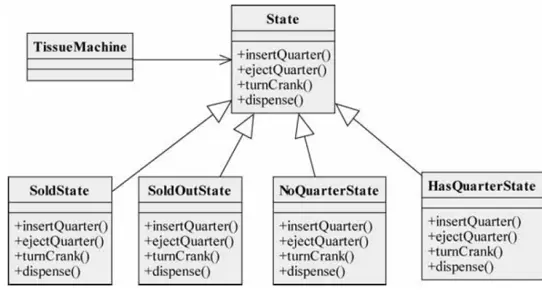 State
TissueMachine
+insertQuarter()
+ejectQuarter()
+turnCrank()
+dispense()
SoldState
+insertQuarter()
+ejectQuarter()
+turnCrank()
+dispense()
SoldOutState
+insertQuarter()
+ejectQuarter()
+turnCrank()
+dispense()
NoQuarterState
+insertQuarter()
+ejectQuarter()
+turnCrank()
+dispense()
HasQuarterState
+insertQuarter()
+ejectQuarter()
+turnCrank()
+dispense()